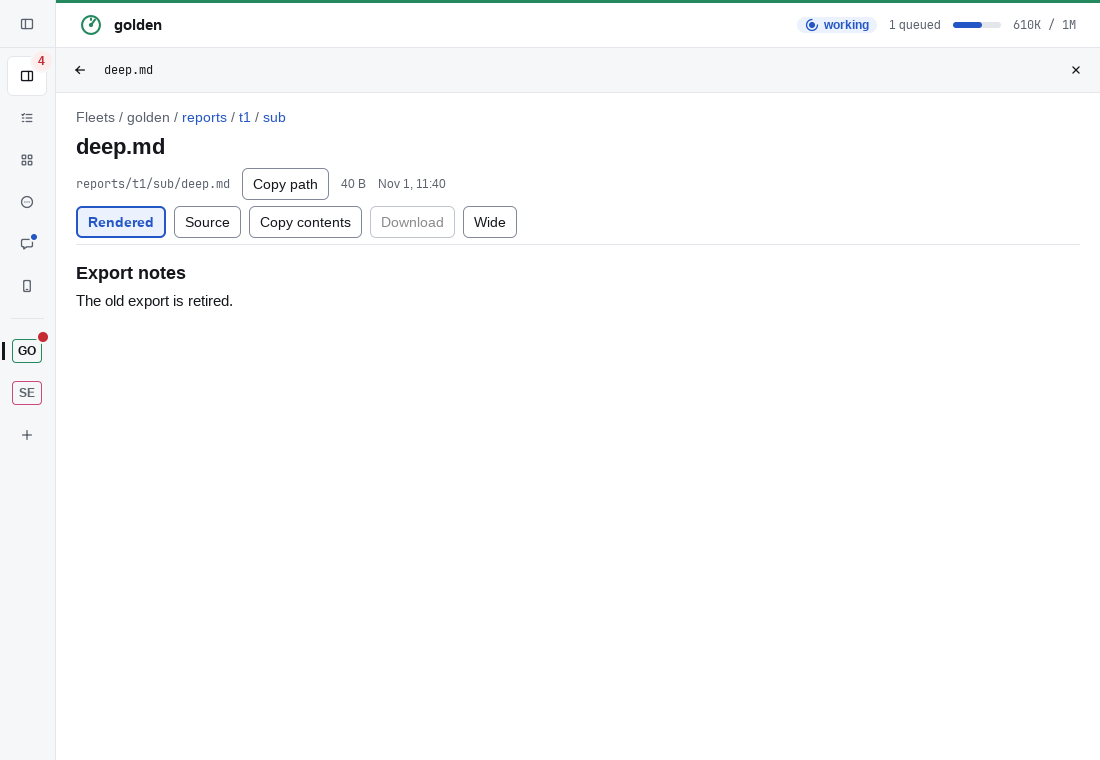 golden
working 1 queued 610K / 1M
4
deep.md
Fleets / golden / reports / t1 / sub
deep.md
reports/t1/sub/deep.md Copy path 40 B Nov 1, 11:40
Rendered Source Copy contents Download Wide
Export notes
The old export is retired.
GO
SE